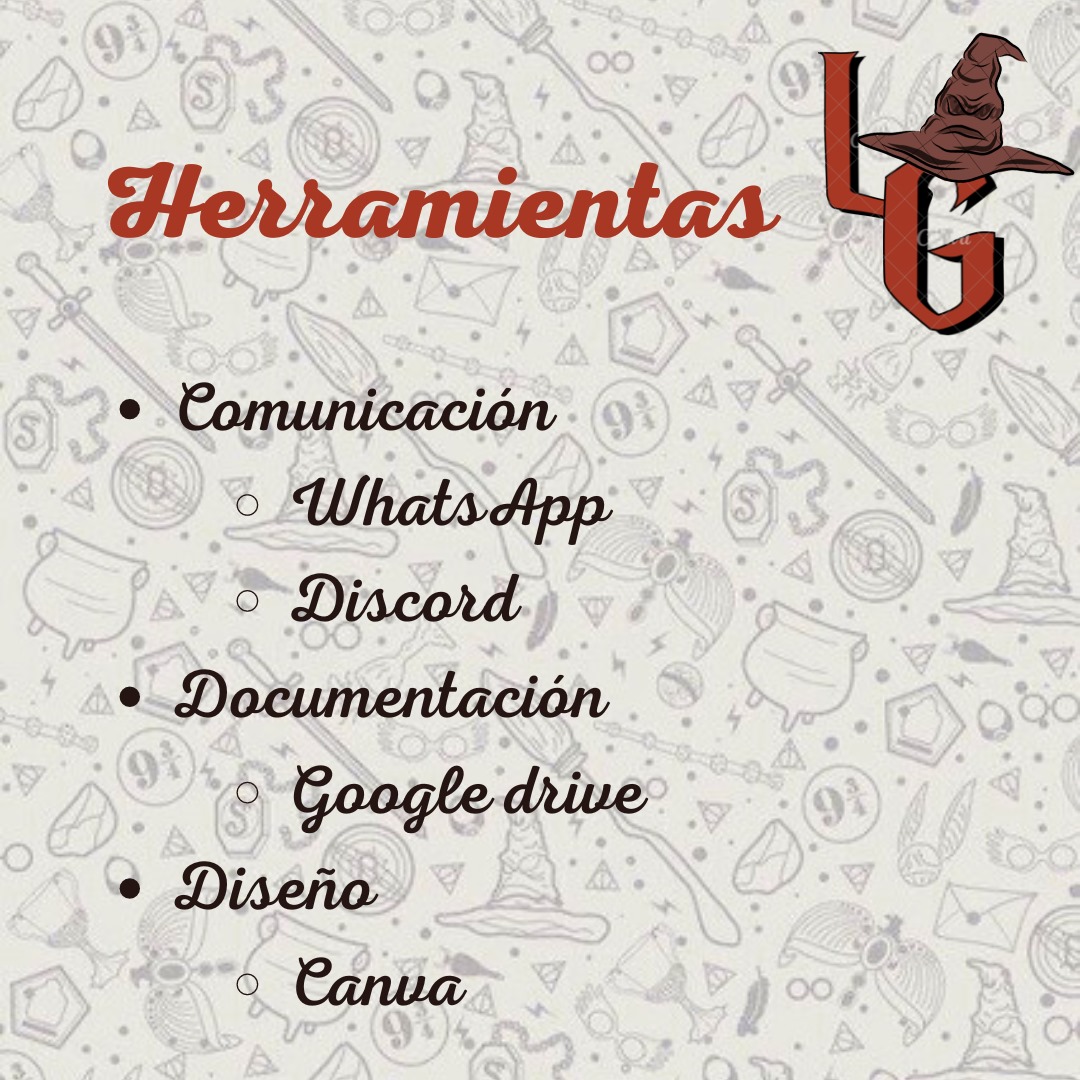 LG
Herramientas
• Comunicación
○ WhatsApp
○ Discord
• Documentación
○ Google drive
• Diseño
○ Canva